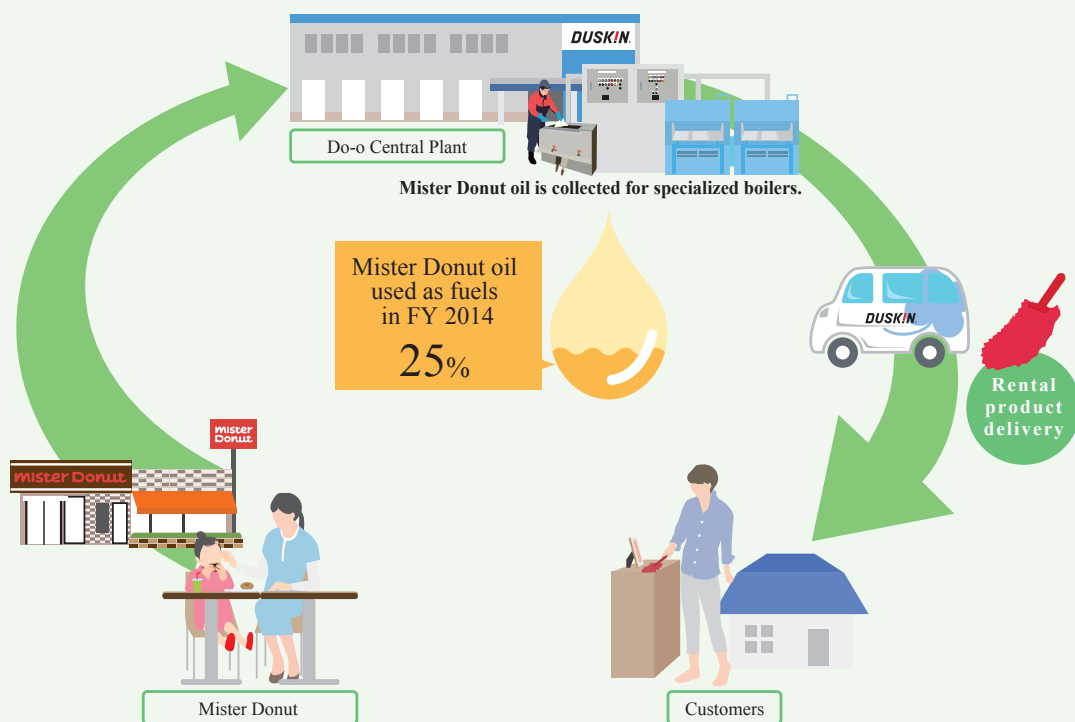 DUSKIN
Do-o Central Plant
Mister Donut oil is collected for specialized boilers.
Mister Donut oil
used as fuels
in FY 2014
25%
DUSKIN
Rental
product
delivery
mister
Donut
mister Donut
Mister Donut
Customers